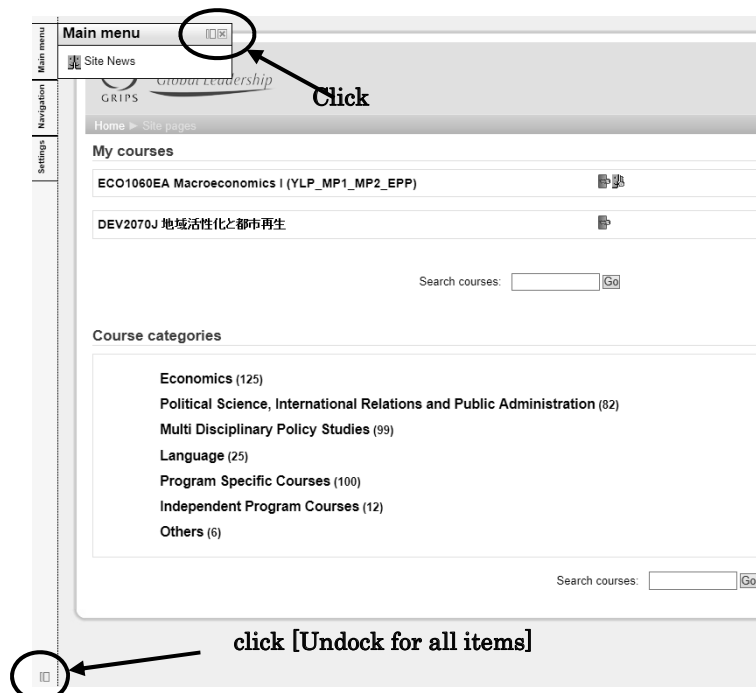 Main menu
Main menu
Site News
Navigation
Settings
Click
Global Leadership
GRIPS
Home ► Site pages
My courses
ECO1060EA Macroeconomics I (YLP_MP1_MP2_EPP)
DEV2070J 地域活性化と都市再生
Search courses:
Go
Course categories
Economics (125)
Political Science, International Relations and Public Administration (82)
Multi Disciplinary Policy Studies (99)
Language (25)
Program Specific Courses (100)
Independent Program Courses (12)
Others (6)
Search courses:
Go
click [Undock for all items]